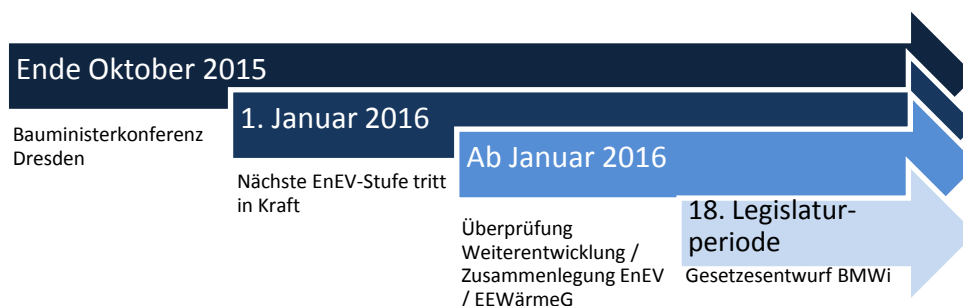 Ende Oktober 2015
Bauministerkonferenz
Dresden
1. Januar 2016
Nächste EnEV-Stufe tritt
in Kraft
Ab Januar 2016
Überprüfung
Weiterentwicklung /
Zusammenlegung EnEV
/ EEWärmeG
18. Legislatur-
periode
Gesetzesentwurf BMWi